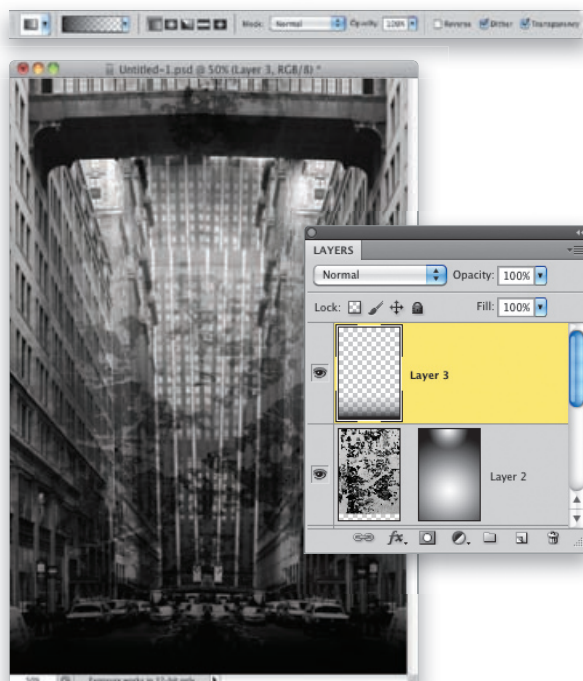 Mode: Normal Opacity: 100% Reverse Dither Transparency
Untitled-1.psd @ 50% (Layer 3, RGB/8) *
LAYERS
Normal Opacity: 100%
Lock: Fill: 100%
Layer 3
Layer 2
fx
50% Exposure works in 32-bit only